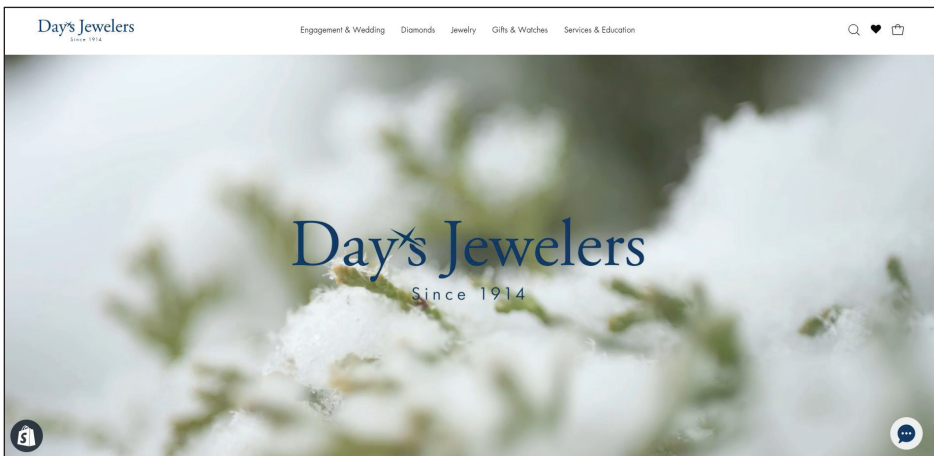 Day's Jewelers
Since 1914
Engagement & Wedding Diamonds Jewelry Gifts & Watches Services & Education
Day's Jewelers
Since 1914